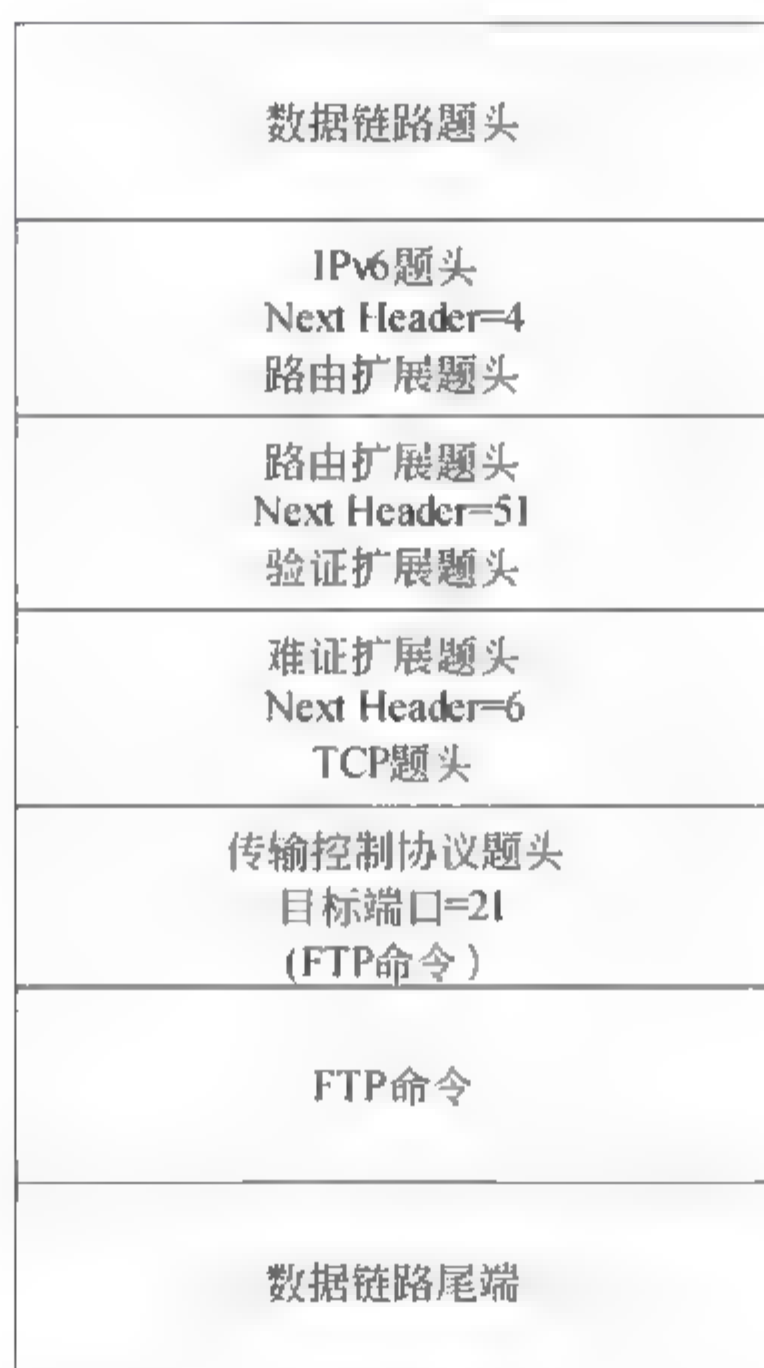 数据链路题头
IPv6题头
Next Header=4
路由扩展题头
路由扩展题头
Next Header=51
验证扩展题头
难证扩展题头
Next Header=6
TCP题头
传输控制协议题头
目标端口=21
(FTP命令)
FTP命令
数据链路尾端